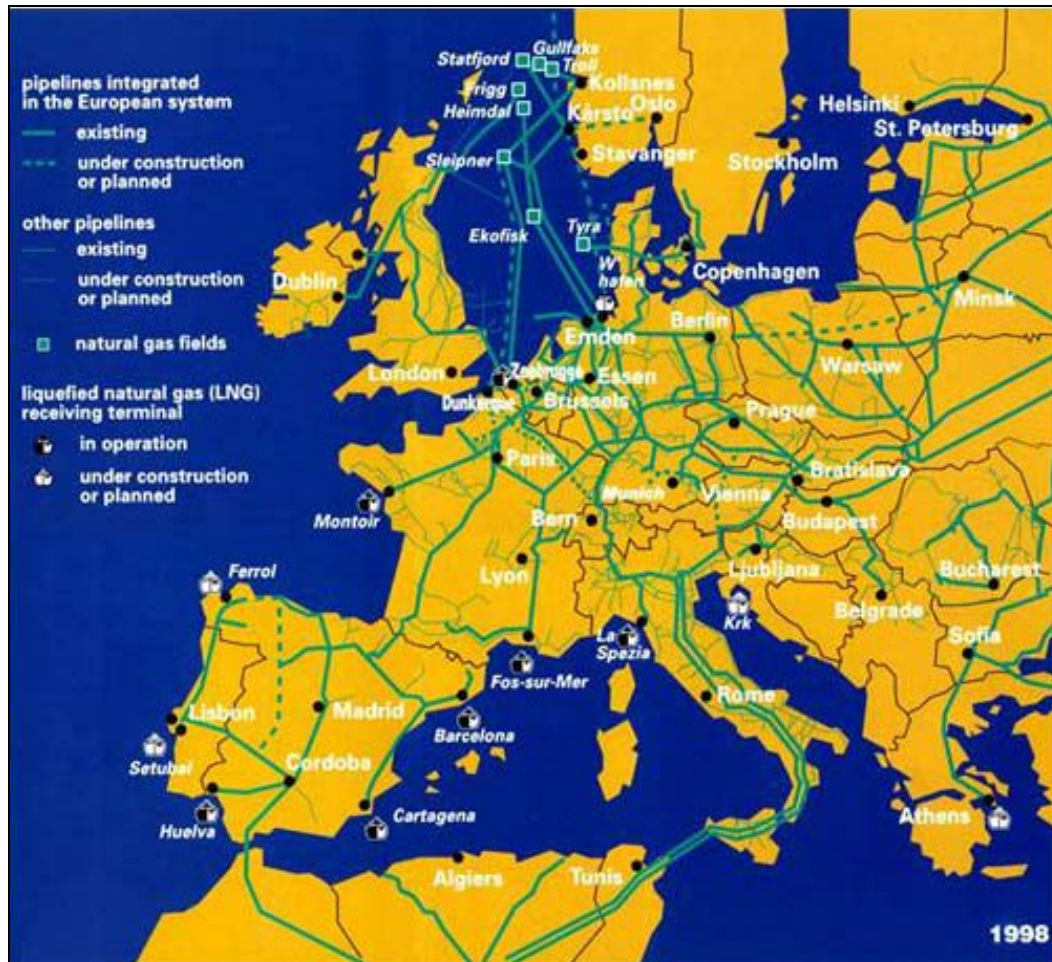 pipelines integrated
in the European system
existing
under construction
or planned
other pipelines
existing
under construction
or planned
natural gas fields
liquefied natural gas (LNG)
receiving terminal
in operation
under construction
or planned
Statfjord
Gullfaks
Troll
Frigg
Heimdal
Kollsnes
Kårsto
Oslo
Sleipner
Stavanger
Stockholm
Helsinki
St. Petersburg
Ekofisk
Tyra
W'
hafen
Copenhagen
Minsk
Dublin
Emden
Berlin
Warsaw
London
Zeebrugge
Essen
Dunkerque
Brussels
Prague
Paris
Munich
Vienna
Bratislava
Montoir
Bern
Budapest
Lyon
Ljubljana
Bucharest
Ferrol
Krk
Belgrade
La
Spezia
Sofia
Fos-sur-Mer
Lisbon
Madrid
Barcelona
Rome
Setubal
Cordoba
Huelva
Cartagena
Athens
Algiers
Tunis
1998